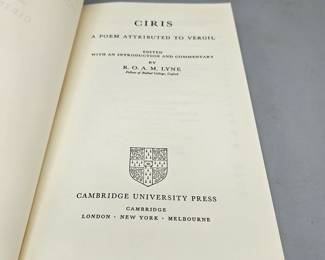 CIRIS
A POEM ATTRIBUTED TO VERGIL
EDITED
WITH AN INTRODUCTION AND COMMENTARY
BY
R. O. A. M. LYNE
Fellow of Balliol College, Oxford
CAMBRIDGE UNIVERSITY PRESS
CAMBRIDGE
LONDON · NEW YORK · MELBOURNE